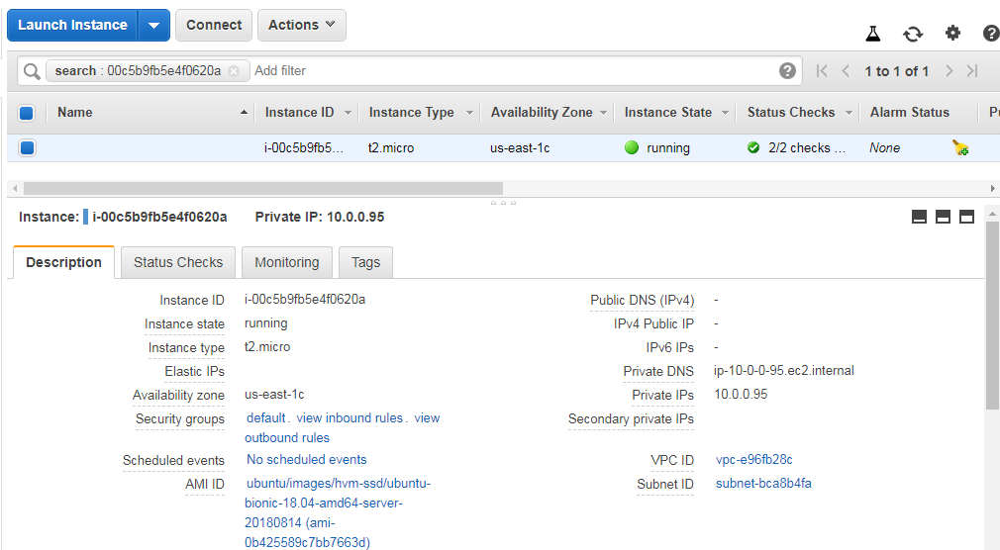 Launch Instance Connect Actions
search : 00c5b9fb5e4f0620a Add filter 1 to 1 of 1
Name Instance ID Instance Type Availability Zone Instance State Status Checks Alarm Status
i-00c5b9fb5... t2.micro us-east-1c running 2/2 checks ... None
Instance: i-00c5b9fb5e4f0620a Private IP: 10.0.0.95
Description Status Checks Monitoring Tags
Instance ID i-00c5b9fb5e4f0620a Public DNS (IPv4) -
Instance state running IPv4 Public IP -
Instance type t2.micro IPv6 IPs -
Elastic IPs Private DNS ip-10-0-0-95.ec2.internal
Availability zone us-east-1c Private IPs 10.0.0.95
Security groups default. view inbound rules. view Secondary private IPs
outbound rules
Scheduled events No scheduled events VPC ID vpc-e96fb28c
AMI ID ubuntu/images/hvm-ssd/ubuntu- Subnet ID subnet-bca8b4fa
bionic-18.04-amd64-server-
20180814 (ami-
0b425589c7bb7663d)